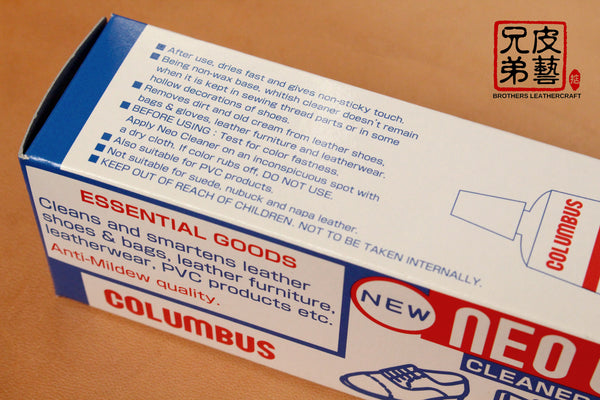 兄弟
皮藝
BROTHERS LEATHERCRAFT
■ After use, dries fast and gives non-sticky touch.
■ Being non-wax base, whitish cleaner doesn't remain
when it is kept in sewing thread parts or in some
hollow decorations of shoes.
■ Removes dirt and old cream from leather shoes,
bags & gloves, leather furniture and leatherwear.
■ BEFORE USING : Test for color fastness.
Apply Neo Cleaner on an inconspicuous spot with
a dry cloth. If color rubs off, DO NOT USE.
■ Also suitable for PVC products.
■ Not suitable for suede, nubuck and napa leather.
■ KEEP OUT OF REACH OF CHILDREN. NOT TO BE TAKEN INTERNALLY.
COLUMBUS
ESSENTIAL GOODS
Cleans and smartens leather
shoes & bags, leather furniture,
leatherwear, PVC products etc.
Anti-Mildew quality.
COLUMBUS
NEW
NEO
CLEANER